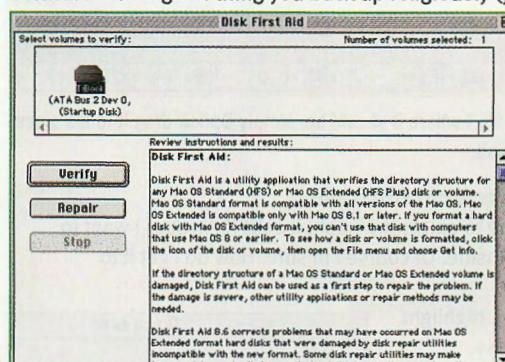 Disk First Aid
Select volumes to verify:
Number of volumes selected: 1
(ATA Bus 2 Dev 0,
(Startup Disk)
Verify
Repair
Stop
Review instructions and results:
Disk First Aid:
Disk First Aid is a utility application that verifies the directory structure for
any Mac OS Standard (HFS) or Mac OS Extended (HFS Plus) disk or volume.
Mac OS Standard format is compatible with all versions of the Mac OS. Mac
OS Extended is compatible only with Mac OS 8.1 or later. If you format a hard
disk with Mac OS Extended format, you can't use that disk with computers
that use Mac OS 8 or earlier. To see how a disk or volume is formatted, click
the icon of the disk or volume, then open the File menu and choose Get Info.
If the directory structure of a Mac OS Standard or Mac OS Extended volume is
damaged, Disk First Aid can be used as a first step to repair the problem. If
the damage is severe, other utility applications or repair methods may be
needed.
Disk First Aid 8.6 corrects problems that may have occurred on Mac OS
Extended format hard disks that were damaged by disk repair utilities
incompatible with the new format. Some disk repair utilities may make